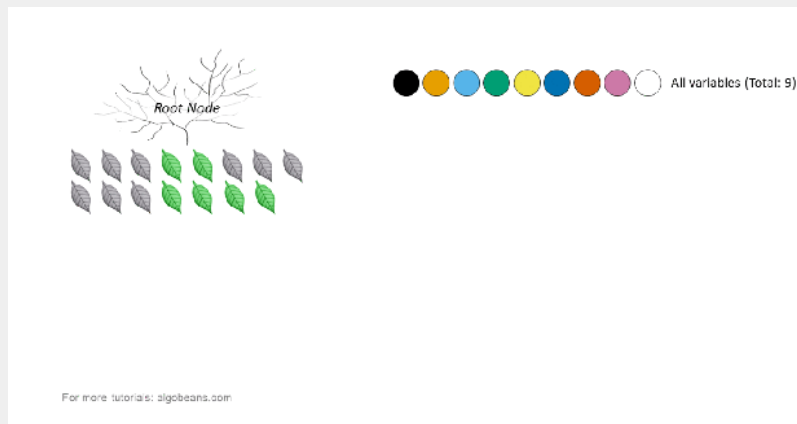 Root Node
All variables (Total: 9)
For more tutorials: algobeans.com